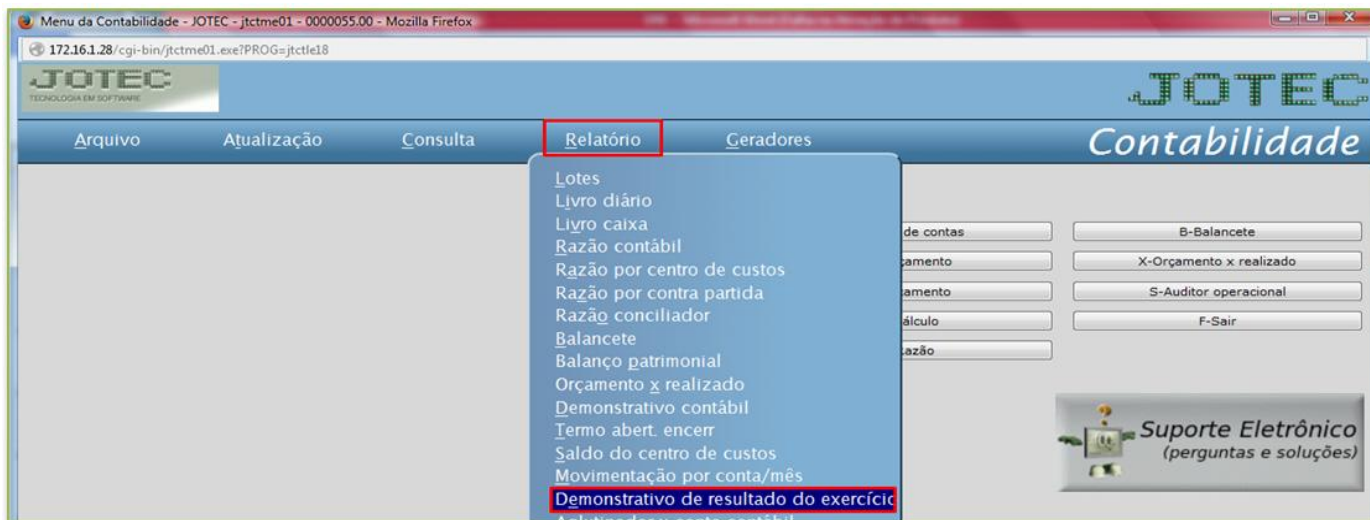 Menu da Contabilidade - JOTEC - jtctme01 - 0000055.00 - Mozilla Firefox
172.16.1.28/cgi-bin/jtctme01.exe?PROG=jtctle18
JOTEC
TECNOLOGIA EM SOFTWARE
JOTEC
Arquivo Atualização Consulta Relatório Geradores Contabilidade
Lotes
Livro diário
Livro caixa
de contas B-Balancete
Razão contábil
amento X-Orçamento x realizado
Razão por centro de custos
Razão por contra partida
amento S-Auditor operacional
Razão conciliador
álculo F-Sair
Balancete
azão
Balanço patrimonial
Orçamento x realizado
Demonstrativo contábil
Termo abert. encerr
Suporte Eletrônico
(perguntas e soluções)
Saldo do centro de custos
Movimentação por conta/mês
Demonstrativo de resultado do exercício